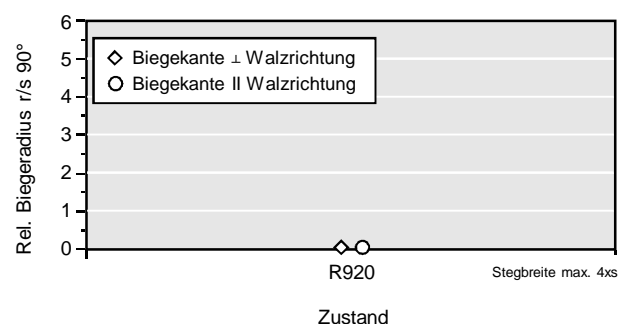 Rel. Biegeradius r/s 90°
6
5
4
3
2
1
0
Biegekante ⊥ Walzrichtung
Biegekante II Walzrichtung
R920
Stegbreite max. 4xs
Zustand